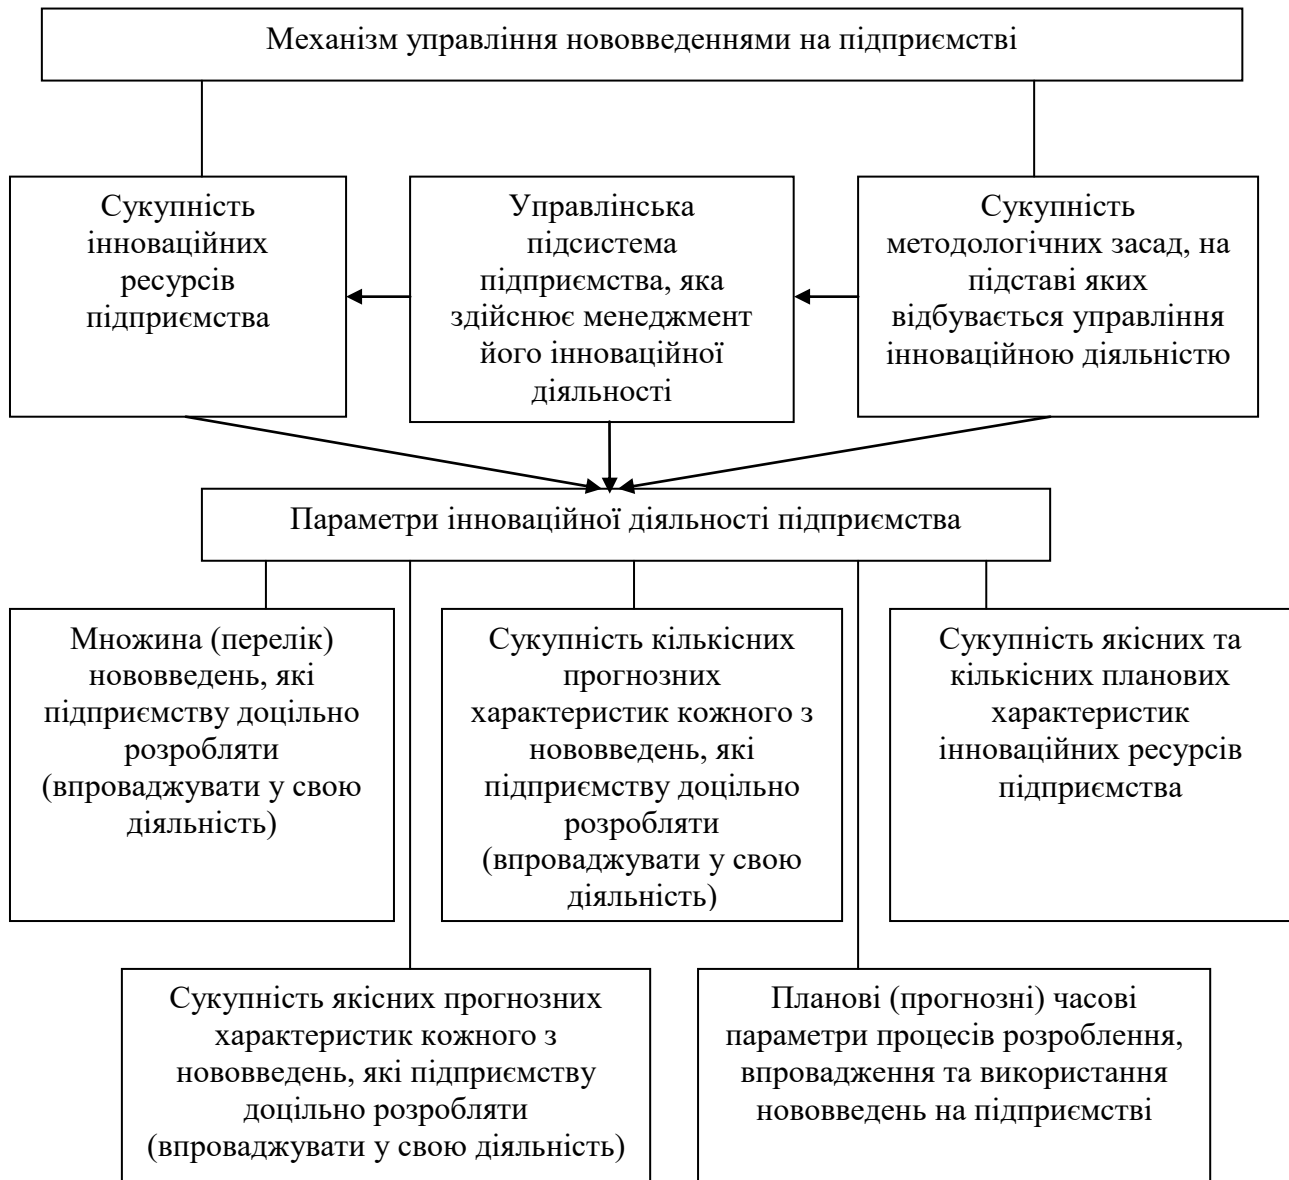 Механізм управління нововведеннями на підприємстві
Сукупність
інноваційних
ресурсів
підприємства
Управлінська
підсистема
підприємства, яка
здійснює менеджмент
його інноваційної
діяльності
Сукупність
методологічних засад, на
підставі яких
відбувається управління
інноваційною діяльністю
Параметри інноваційної діяльності підприємства
Множина (перелік)
нововведень, які
підприємству доцільно
розробляти
(впроваджувати у свою
діяльність)
Сукупність кількісних
прогнозних
характеристик кожного з
нововведень, які
підприємству доцільно
розробляти
(впроваджувати у свою
діяльність)
Сукупність якісних та
кількісних планових
характеристик
інноваційних ресурсів
підприємства
Сукупність якісних прогнозних
характеристик кожного з
нововведень, які підприємству
доцільно розробляти
(впроваджувати у свою діяльність)
Планові (прогнозні) часові
параметри процесів розроблення,
впровадження та використання
нововведень на підприємстві